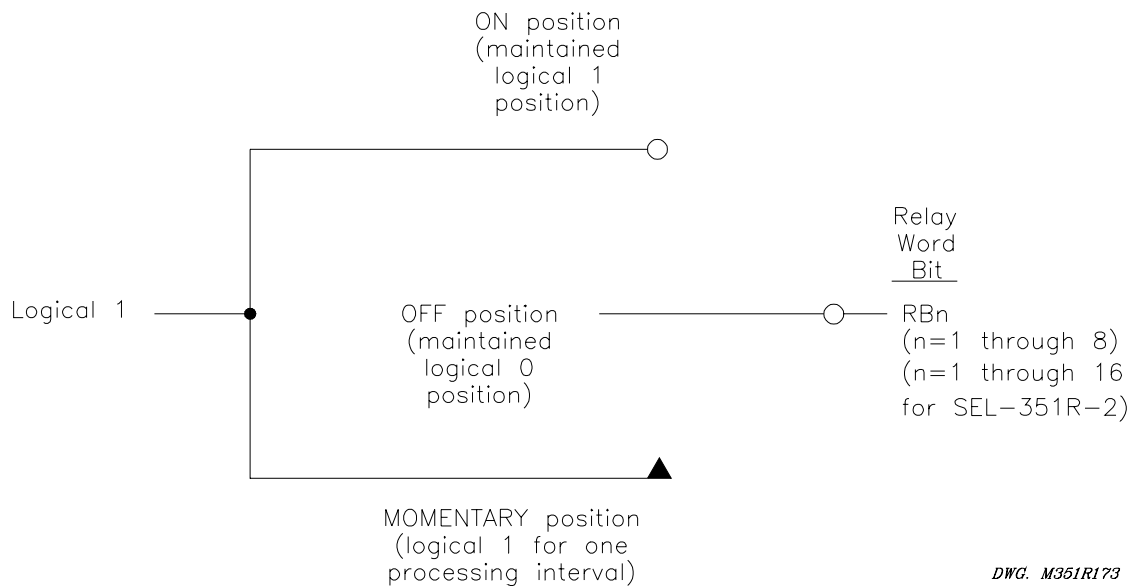 ON position
(maintained
logical 1
position)
Relay
Word
Bit
Logical 1
OFF position
(maintained
logical 0
position)
RBn
(n=1 through 8)
(n=1 through 16
for SEL-351R-2)
MOMENTARY position
(logical 1 for one
processing interval)
DWG. M351R173